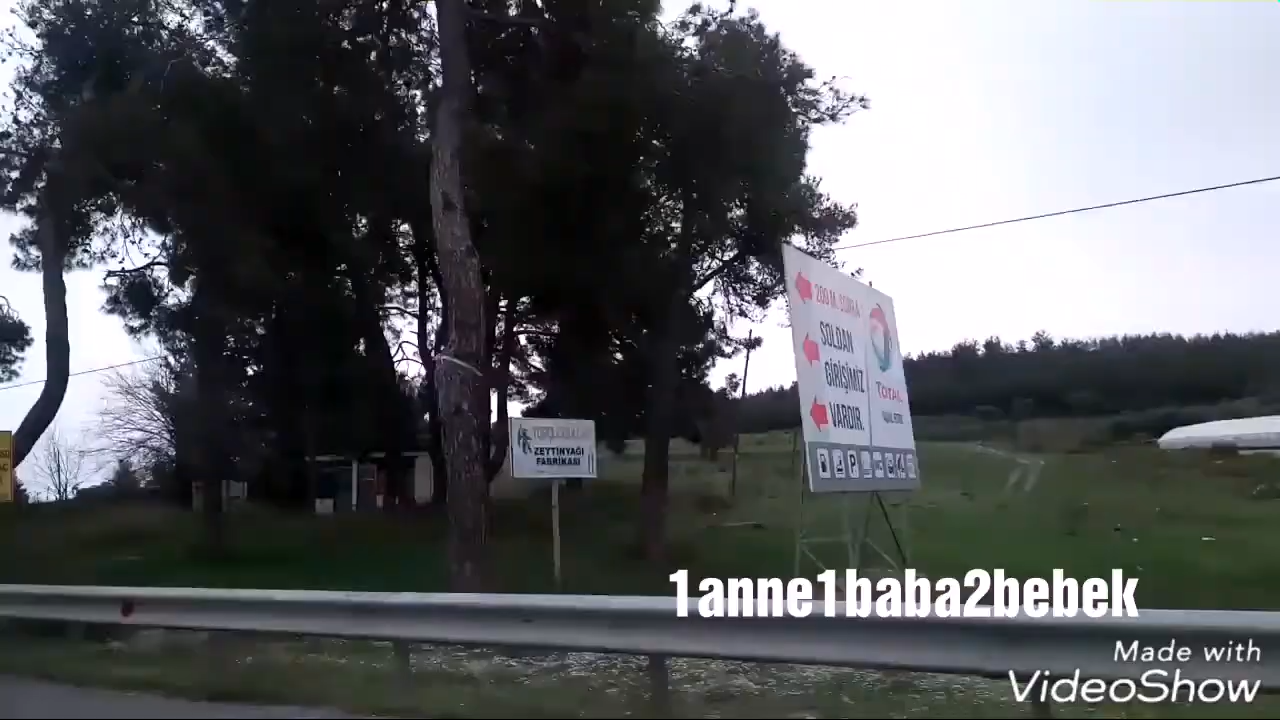 ZEYTİNYAĞI
FABRİKASI
200 M. SONRA
SOLDAN
GİRİŞİMİZ
VARDIR.
TOTAL
P
1anne1baba2bebek
Made with
VideoShow